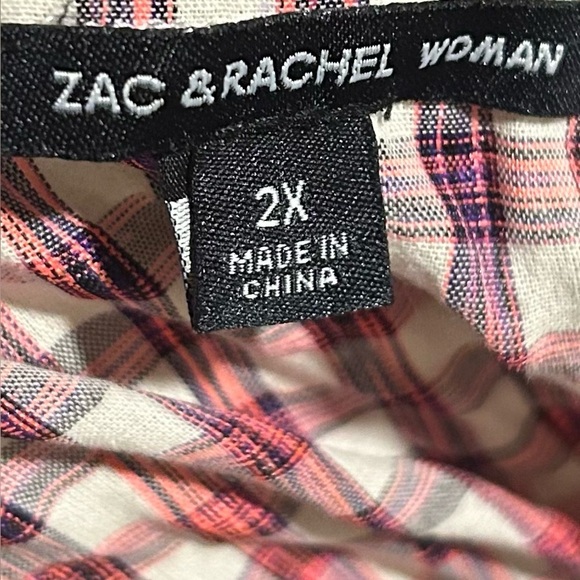 ZAC & RACHEL WOMAN
2X
MADE IN
CHINA